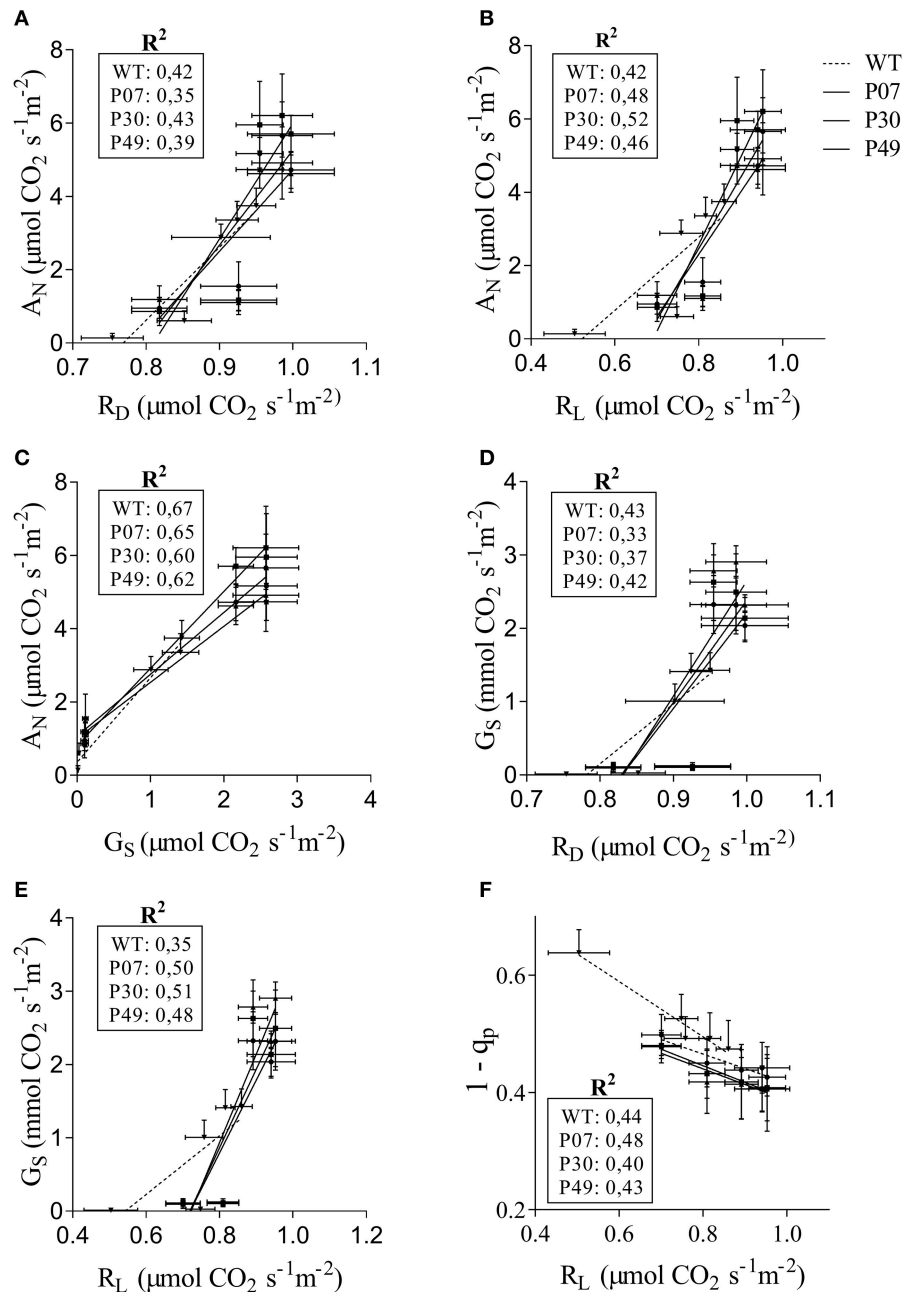 A
R²
WT: 0,42
P07: 0,35
P30: 0,43
P49: 0,39
8
6
4
2
0
A_N (μmol CO₂ s⁻¹m⁻²)
0.7 0.8 0.9 1.0 1.1
R_D (μmol CO₂ s⁻¹m⁻²)
B
R²
WT: 0,42
P07: 0,48
P30: 0,52
P49: 0,46
8
6
4
2
0
A_N (μmol CO₂ s⁻¹m⁻²)
0.4 0.6 0.8 1.0
R_L (μmol CO₂ s⁻¹m⁻²)
WT
P07
P30
P49
C
R²
WT: 0,67
P07: 0,65
P30: 0,60
P49: 0,62
8
6
4
2
0
A_N (μmol CO₂ s⁻¹m⁻²)
0 1 2 3 4
G_S (μmol CO₂ s⁻¹m⁻²)
D
R²
WT: 0,43
P07: 0,33
P30: 0,37
P49: 0,42
4
3
2
1
0
G_S (mmol CO₂ s⁻¹m⁻²)
0.7 0.8 0.9 1.0 1.1
R_D (μmol CO₂ s⁻¹m⁻²)
E
R²
WT: 0,35
P07: 0,50
P30: 0,51
P49: 0,48
4
3
2
1
0
G_S (mmol CO₂ s⁻¹m⁻²)
0.4 0.6 0.8 1.0 1.2
R_L (μmol CO₂ s⁻¹m⁻²)
F
0.6
0.4
0.2
1 - q_p
R²
WT: 0,44
P07: 0,48
P30: 0,40
P49: 0,43
0.4 0.6 0.8 1.0
R_L (μmol CO₂ s⁻¹m⁻²)